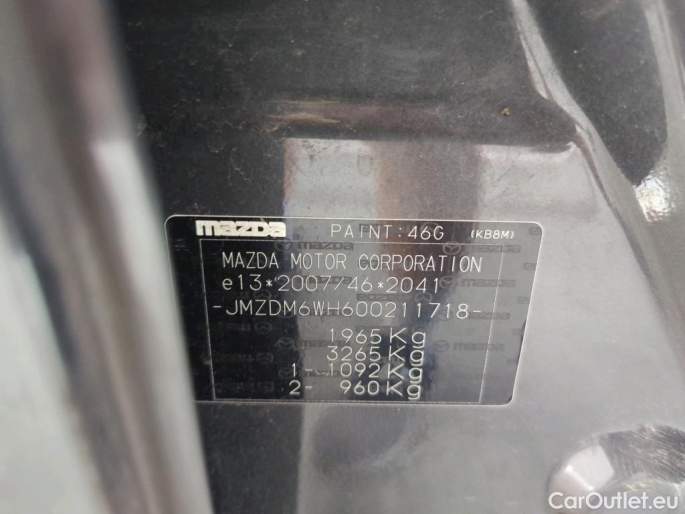 mazda PAINT:46G (KB8M)
MAZDA MOTOR CORPORATION
e13*2007/46*2041
-JMZDM6WH600211718-
1965Kg
3265Kg
1- 1092Kg
2- 960Kg
CarOutlet.eu